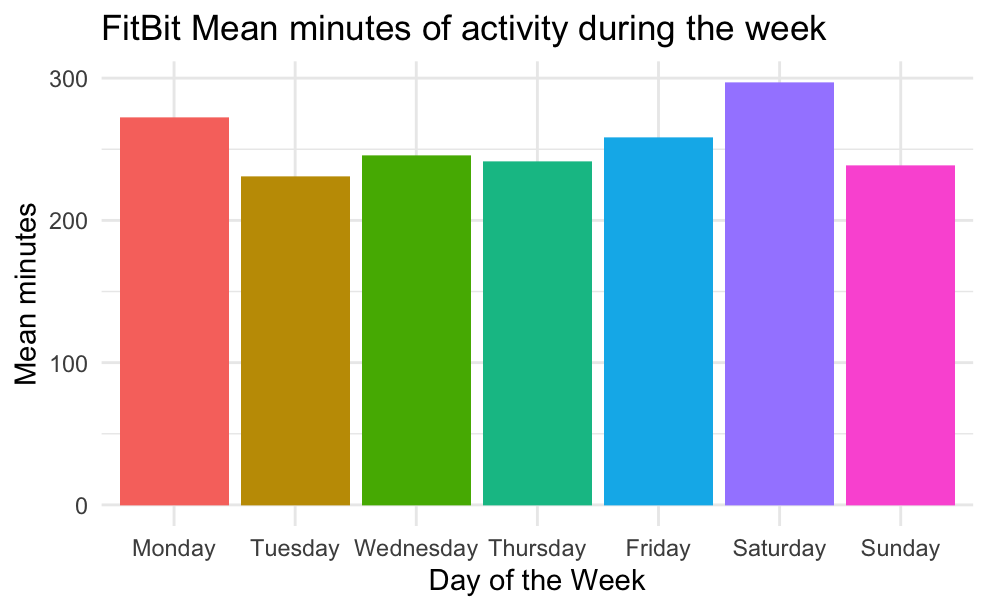 FitBit Mean minutes of activity during the week
Mean minutes
300
200
100
0
Monday Tuesday Wednesday Thursday Friday Saturday Sunday
Day of the Week